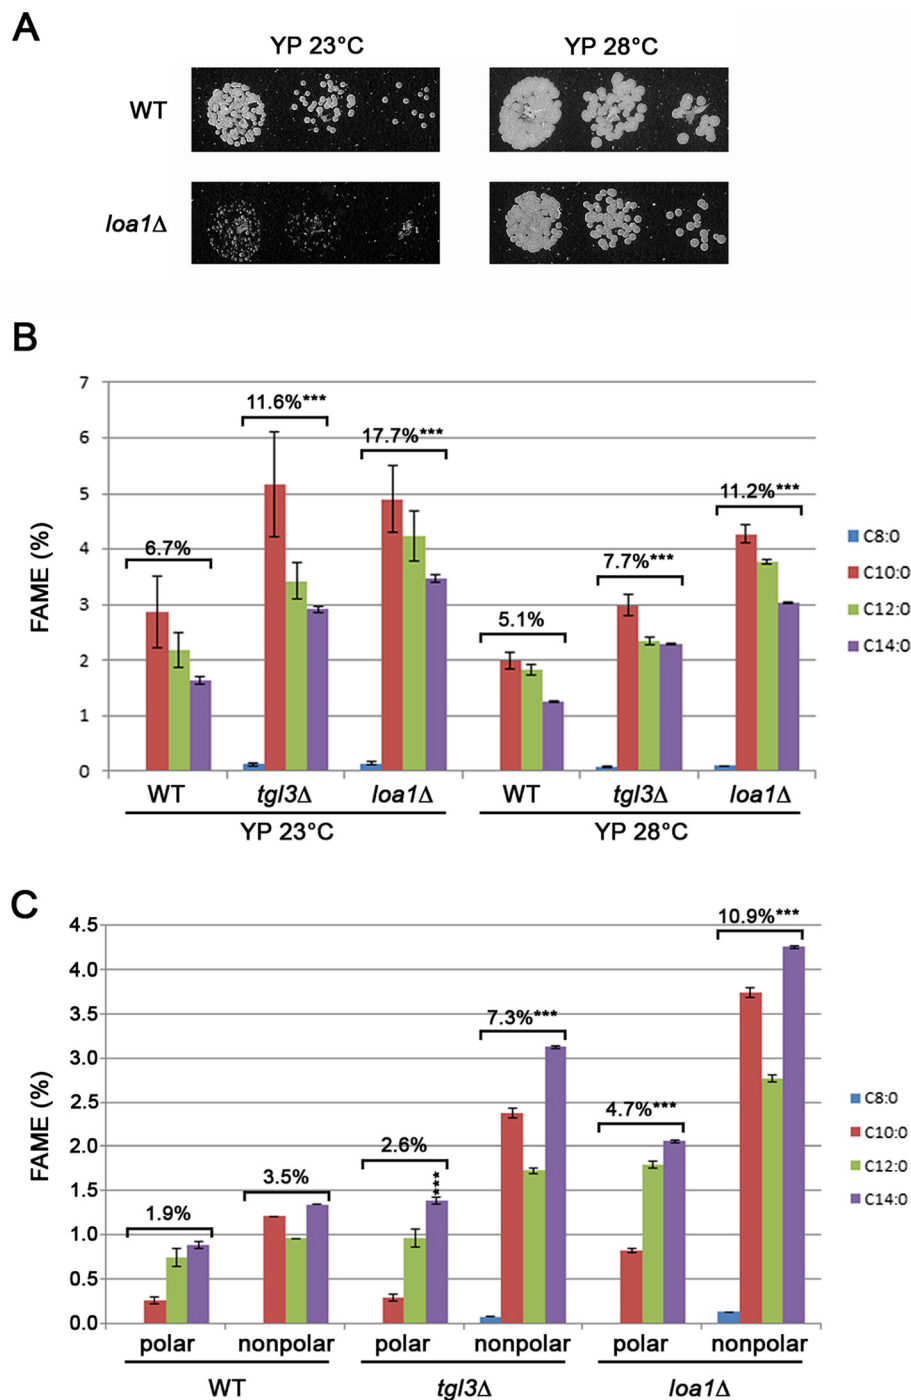 A
YP 23°C YP 28°C
WT
loa1Δ
B
FAME (%)
7
6
5
4
3
2
1
0
6.7%
11.6%***
17.7%***
5.1%
7.7%***
11.2%***
C8:0
C10:0
C12:0
C14:0
WT tgl3Δ loa1Δ WT tgl3Δ loa1Δ
YP 23°C YP 28°C
C
FAME (%)
4.5
4.0
3.5
3.0
2.5
2.0
1.5
1.0
0.5
0.0
1.9%
3.5%
2.6%
***
7.3%***
4.7%***
10.9%***
C8:0
C10:0
C12:0
C14:0
polar nonpolar polar nonpolar polar nonpolar
WT tgl3Δ loa1Δ